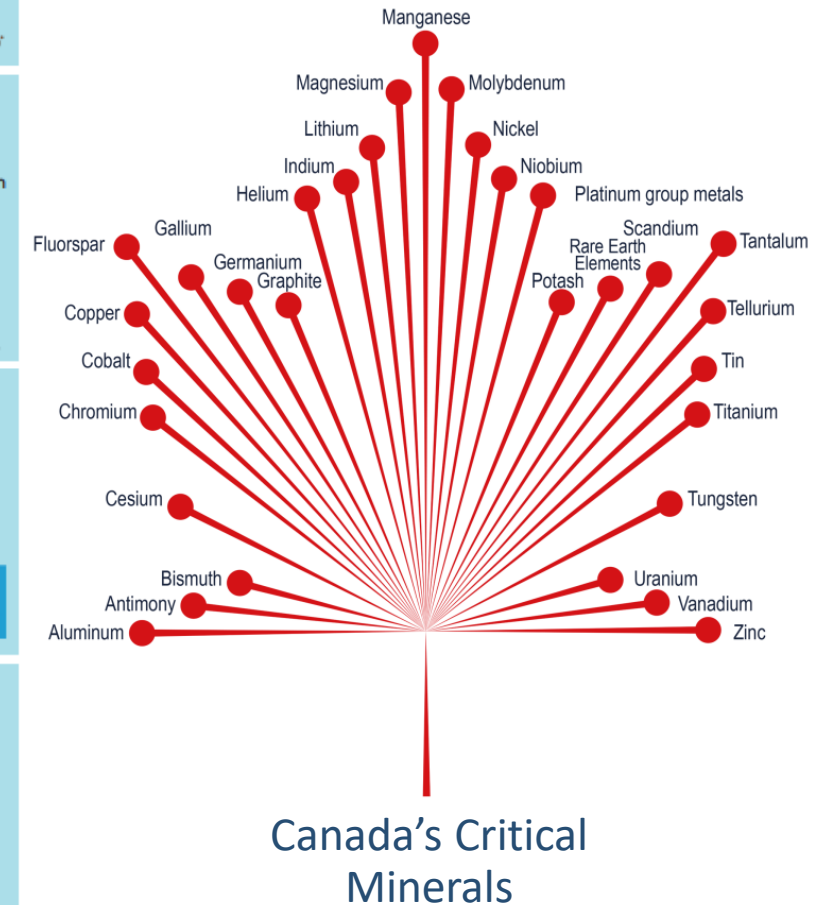 Manganese
Magnesium
Molybdenum
Lithium
Nickel
Indium
Niobium
Helium
Platinum group metals
Gallium
Scandium
Fluorspar
Tantalum
Rare Earth
Elements
Germanium
Graphite
Potash
Copper
Tellurium
Cobalt
Tin
Chromium
Titanium
Cesium
Tungsten
Bismuth
Uranium
Antimony
Vanadium
Aluminum
Zinc
Canada’s Critical
Minerals